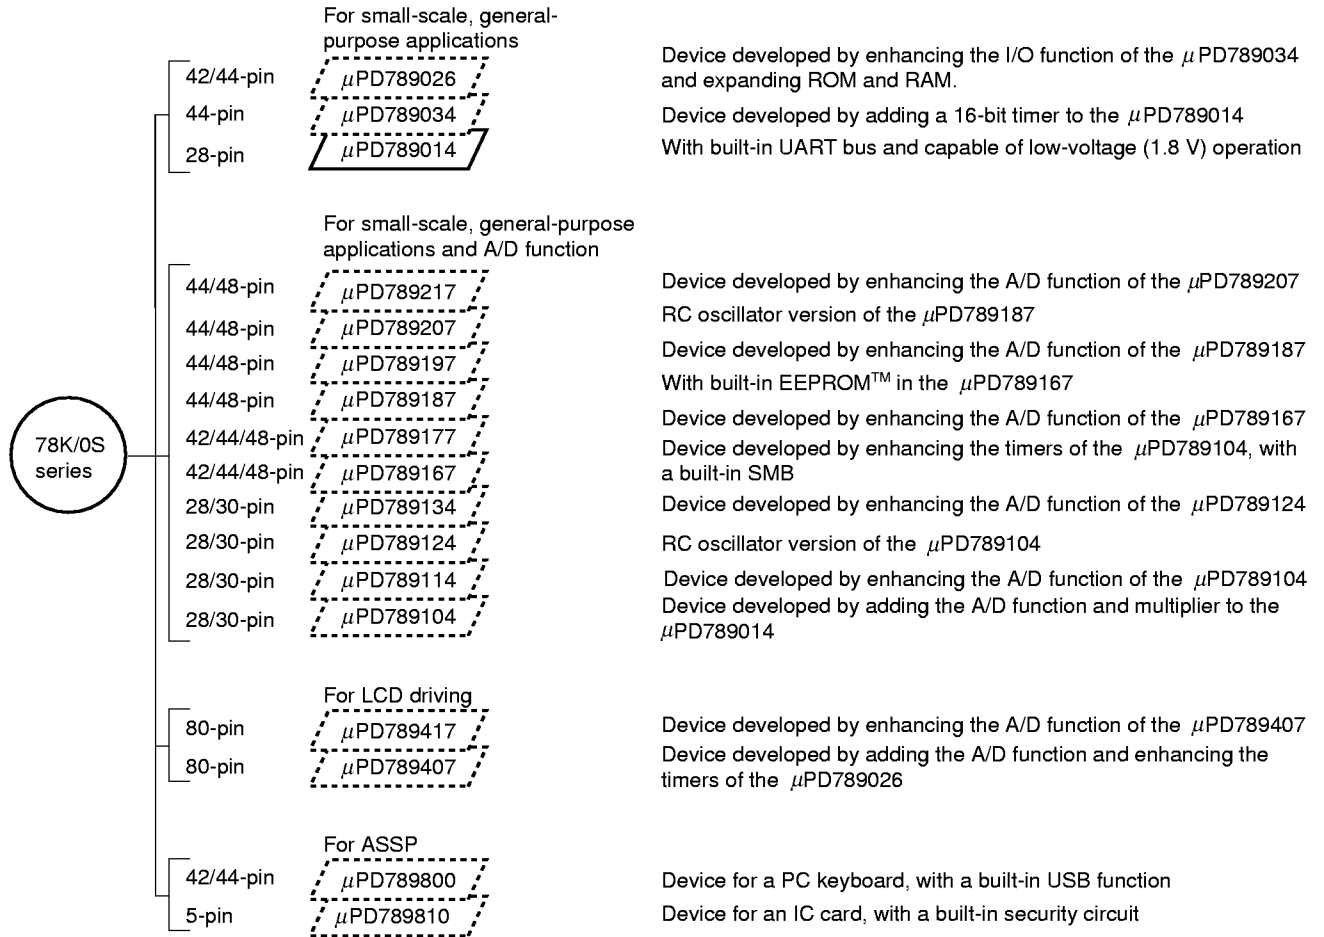 For small-scale, general-
purpose applications
42/44-pin μPD789026 Device developed by enhancing the I/O function of the μPD789034
and expanding ROM and RAM.
44-pin μPD789034 Device developed by adding a 16-bit timer to the μPD789014
28-pin μPD789014 With built-in UART bus and capable of low-voltage (1.8 V) operation
For small-scale, general-purpose
applications and A/D function
44/48-pin μPD789217 Device developed by enhancing the A/D function of the μPD789207
44/48-pin μPD789207 RC oscillator version of the μPD789187
44/48-pin μPD789197 Device developed by enhancing the A/D function of the μPD789187
44/48-pin μPD789187 With built-in EEPROM™ in the μPD789167
42/44/48-pin μPD789177 Device developed by enhancing the A/D function of the μPD789167
42/44/48-pin μPD789167 Device developed by enhancing the timers of the μPD789104, with
a built-in SMB
78K/0S
series
28/30-pin μPD789134 Device developed by enhancing the A/D function of the μPD789124
28/30-pin μPD789124 RC oscillator version of the μPD789104
28/30-pin μPD789114 Device developed by enhancing the A/D function of the μPD789104
28/30-pin μPD789104 Device developed by adding the A/D function and multiplier to the
μPD789014
For LCD driving
80-pin μPD789417 Device developed by enhancing the A/D function of the μPD789407
80-pin μPD789407 Device developed by adding the A/D function and enhancing the
timers of the μPD789026
For ASSP
42/44-pin μPD789800 Device for a PC keyboard, with a built-in USB function
5-pin μPD789810 Device for an IC card, with a built-in security circuit